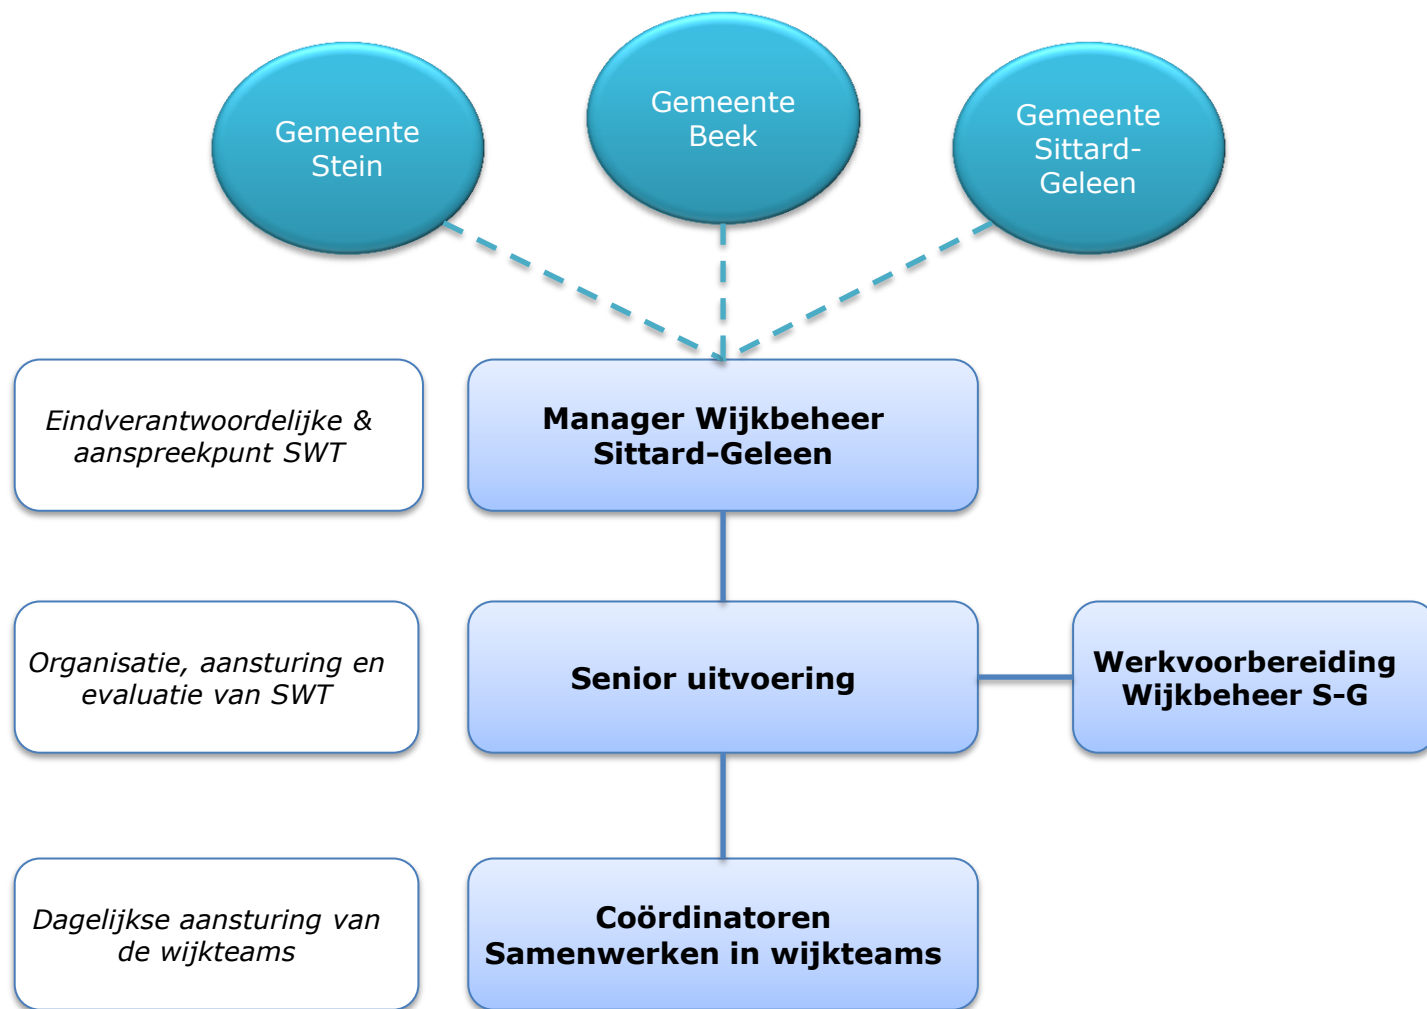 Gemeente
Stein
Gemeente
Beek
Gemeente
Sittard-
Geleen
Eindverantwoordelijke &
aanspreekpunt SWT
Manager Wijkbeheer
Sittard-Geleen
Organisatie, aansturing en
evaluatie van SWT
Senior uitvoering
Werkvoorbereiding
Wijkbeheer S-G
Dagelijkse aansturing van
de wijkteams
Coördinatoren
Samenwerken in wijkteams